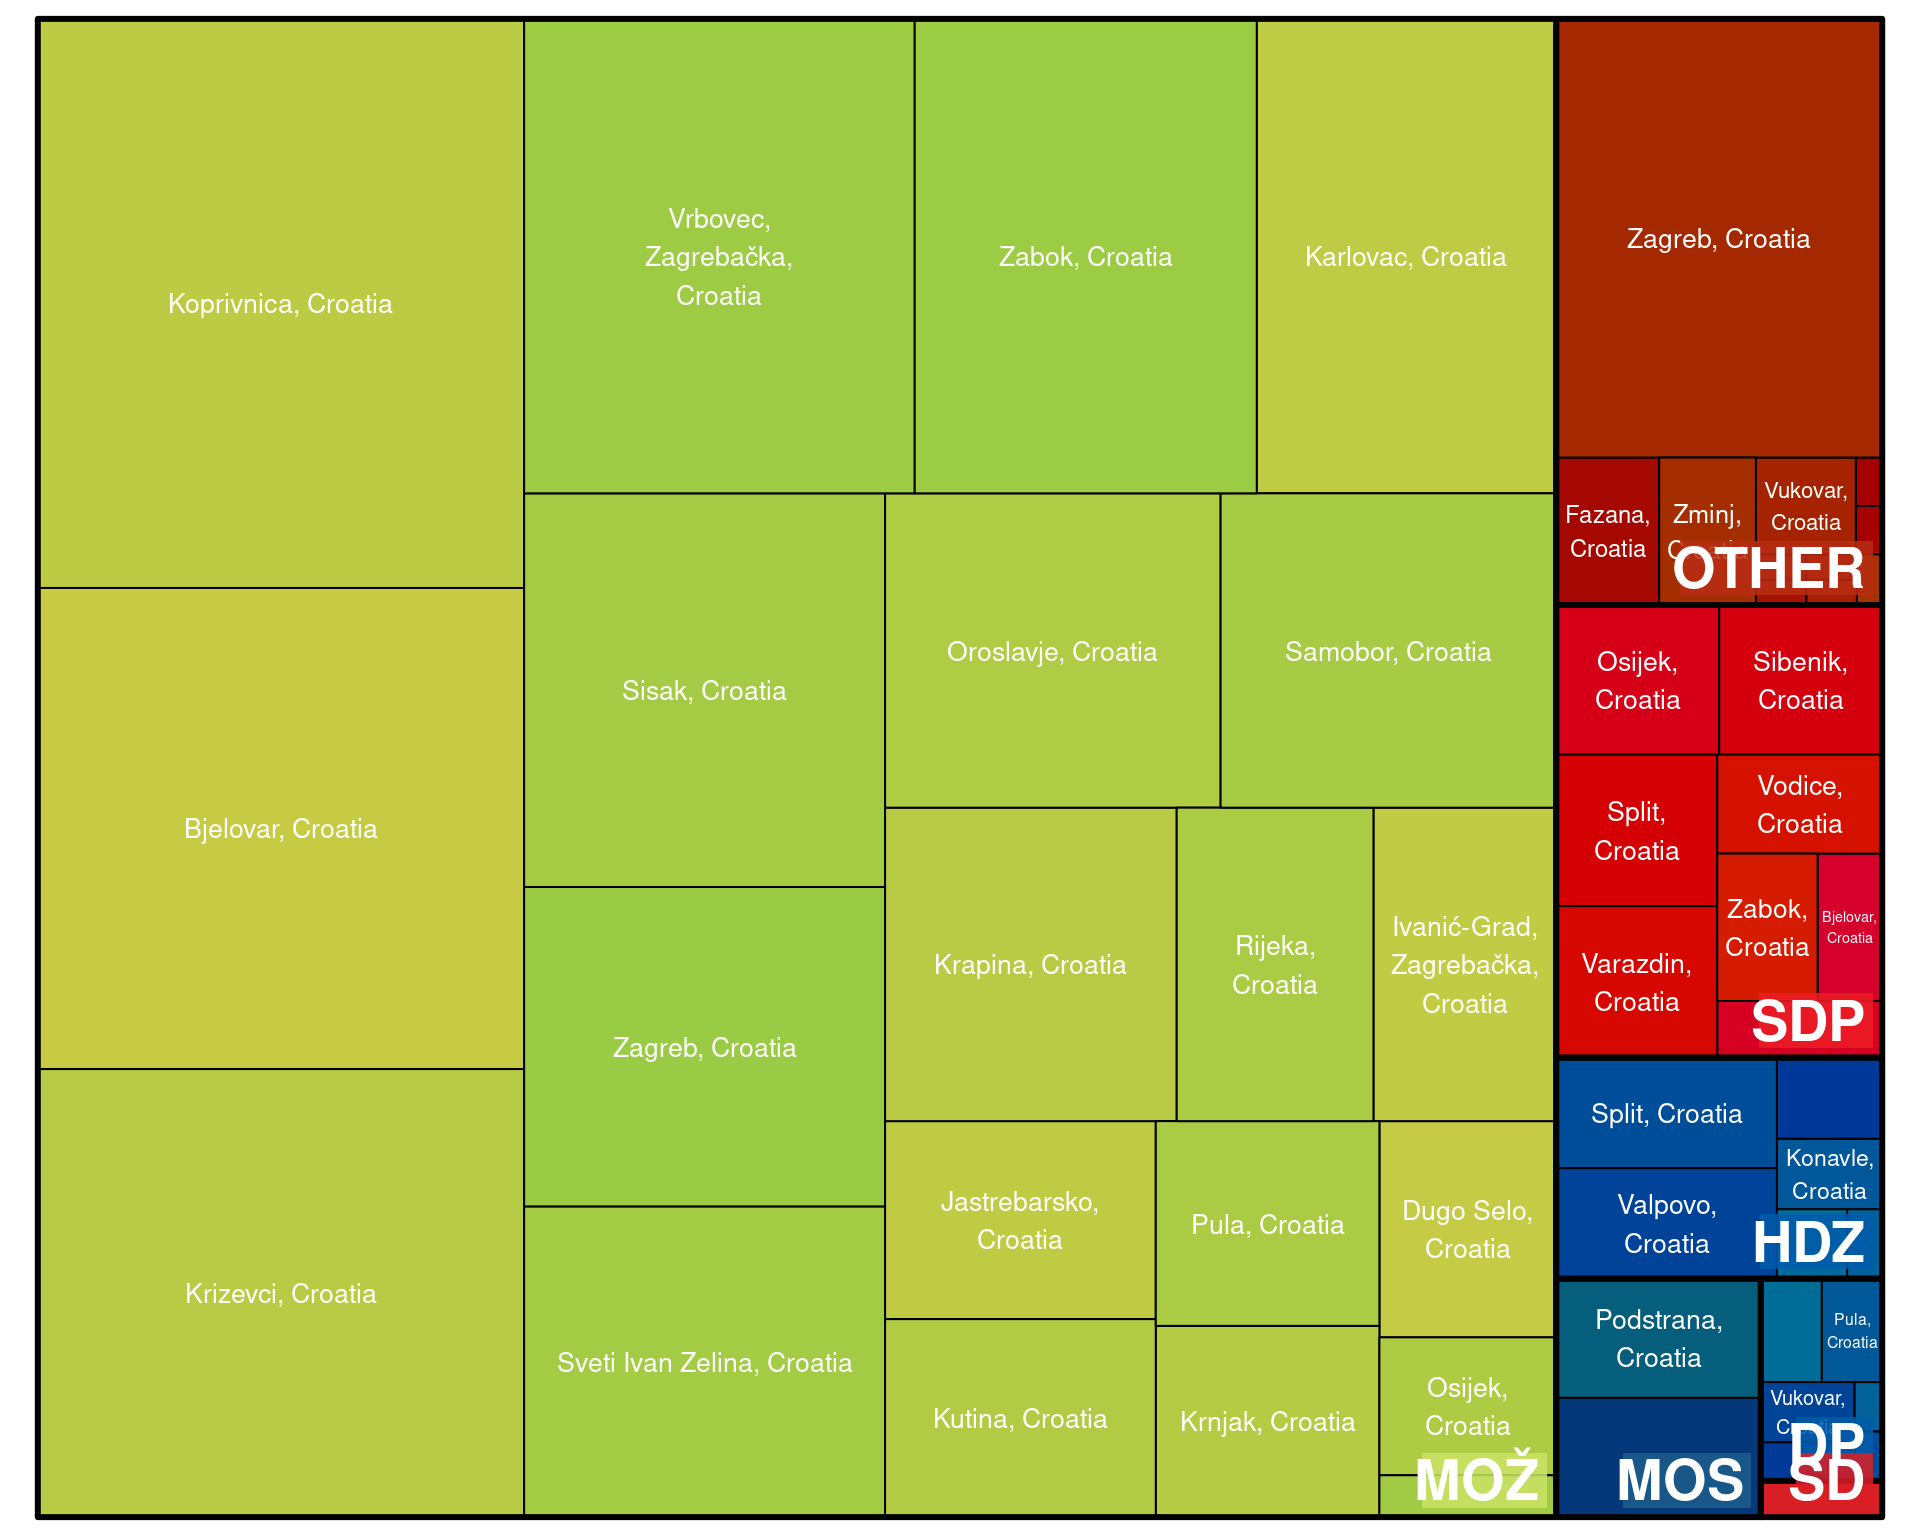 Koprivnica, Croatia
Bjelovar, Croatia
Krizevci, Croatia
Vrbovec,
Zagrebačka,
Croatia
Zabok, Croatia
Karlovac, Croatia
Sisak, Croatia
Oroslavje, Croatia
Samobor, Croatia
Zagreb, Croatia
Krapina, Croatia
Rijeka,
Croatia
Ivanić-Grad,
Zagrebačka,
Croatia
Sveti Ivan Zelina, Croatia
Jastrebarsko,
Croatia
Pula, Croatia
Dugo Selo,
Croatia
Kutina, Croatia
Krnjak, Croatia
Osijek,
Croatia
MOŽ
Zagreb, Croatia
Fazana,
Croatia
Zminj,
Vukovar,
Croatia
OTHER
Osijek,
Croatia
Sibenik,
Croatia
Split,
Croatia
Vodice,
Croatia
Zabok,
Croatia
Bjelovar,
Croatia
Varazdin,
Croatia
SDP
Split, Croatia
Konavle,
Croatia
Valpovo,
Croatia
HDZ
Podstrana,
Croatia
MOS
Pula,
Croatia
Vukovar,
DP
SD